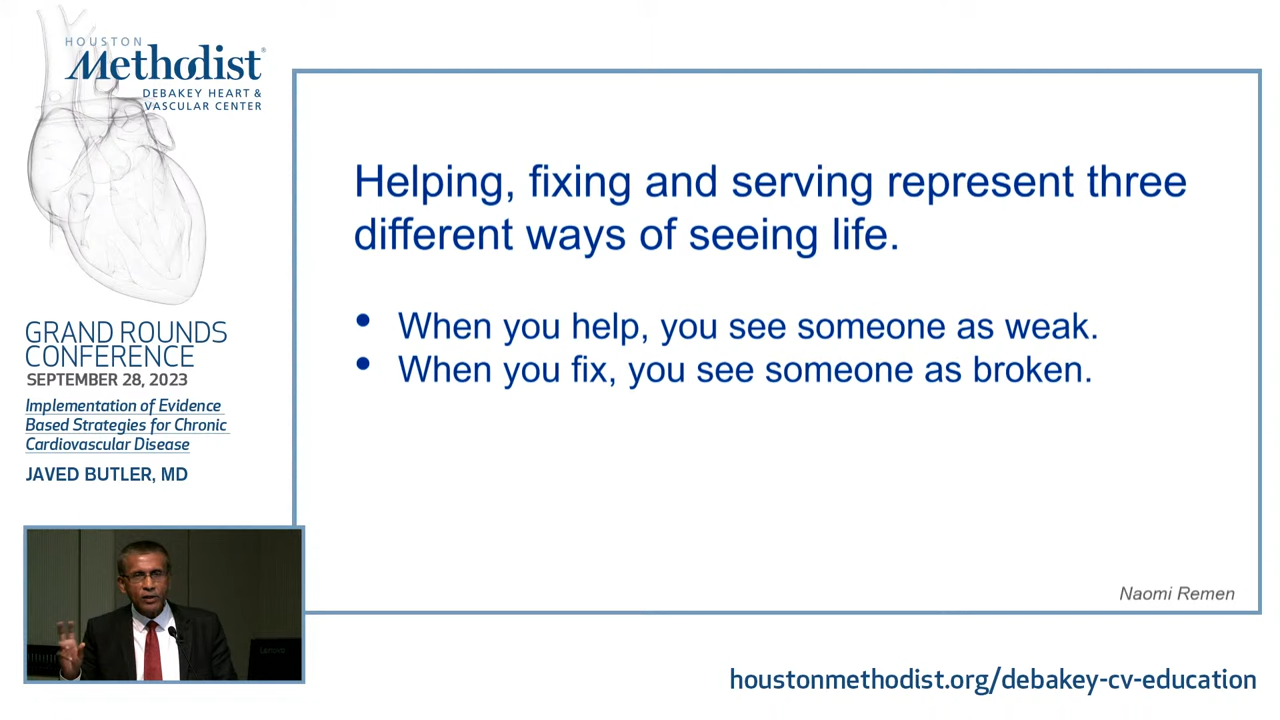 HOUSTON
Methodist®
DEBAKEY HEART &
VASCULAR CENTER
GRAND ROUNDS
CONFERENCE
SEPTEMBER 28, 2023
Implementation of Evidence
Based Strategies for Chronic
Cardiovascular Disease
JAVED BUTLER, MD
Helping, fixing and serving represent three
different ways of seeing life.
• When you help, you see someone as weak.
• When you fix, you see someone as broken.
Naomi Remen
LENOVO
houstonmethodist.org/debakey-cv-education